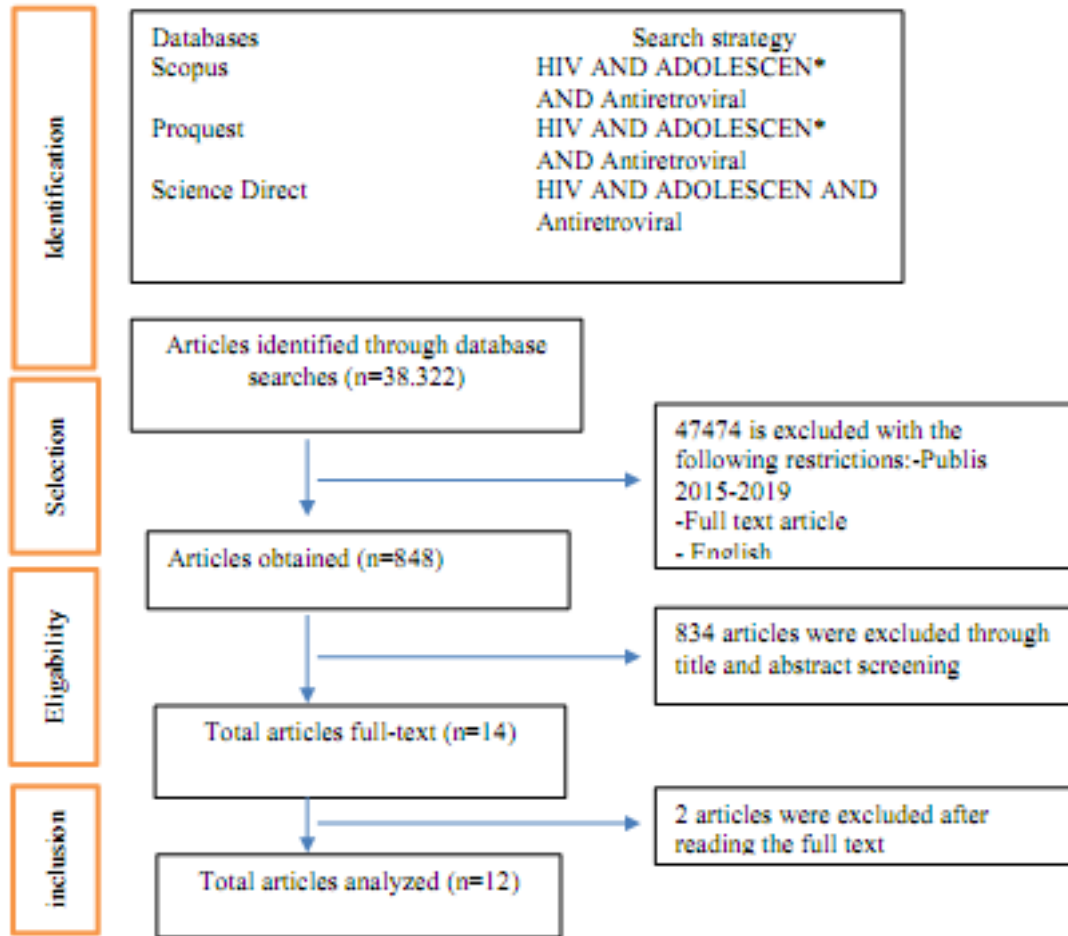 Identification
Databases Search strategy
Scopus HIV AND ADOLESCEN*
AND Antiretroviral
Proquest HIV AND ADOLESCEN*
AND Antiretroviral
Science Direct HIV AND ADOLESCEN AND
Antiretroviral
Articles identified through database
searches (n=38.322)
Selection
47474 is excluded with the
following restrictions:-Publis
2015-2019
-Full text article
- English
Articles obtained (n=848)
Eligability
834 articles were excluded through
title and abstract screening
Total articles full-text (n=14)
inclusion
2 articles were excluded after
reading the full text
Total articles analyzed (n=12)